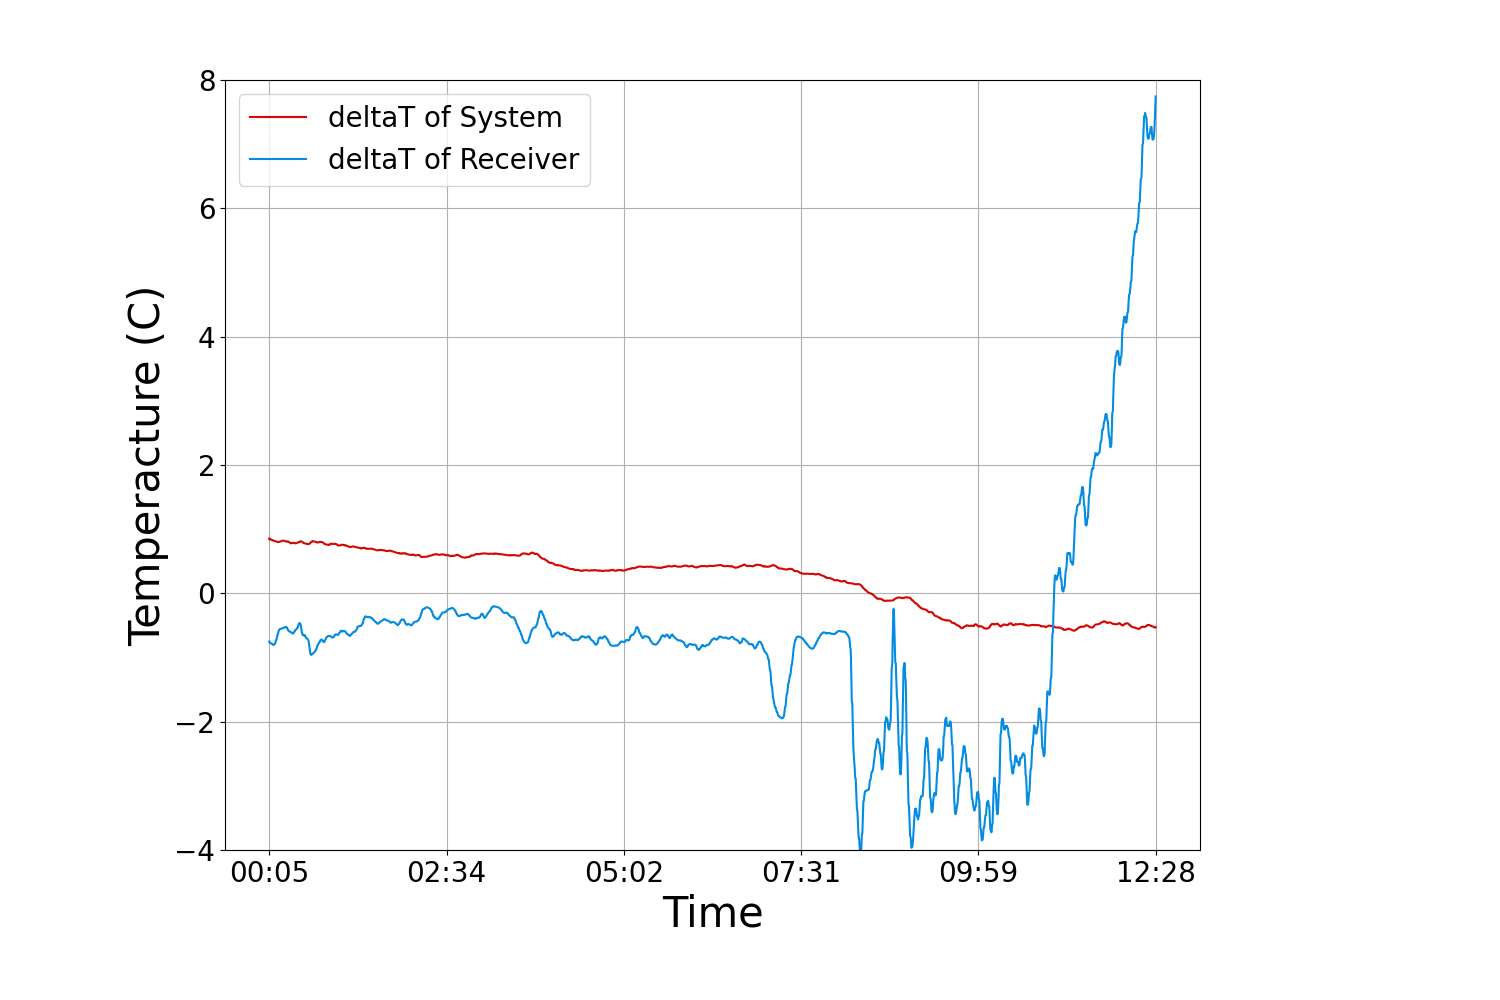 8
deltaT of System
deltaT of Receiver
6
4
2
0
−2
−4
Temperacture (C)
00:05 02:34 05:02 07:31 09:59 12:28
Time